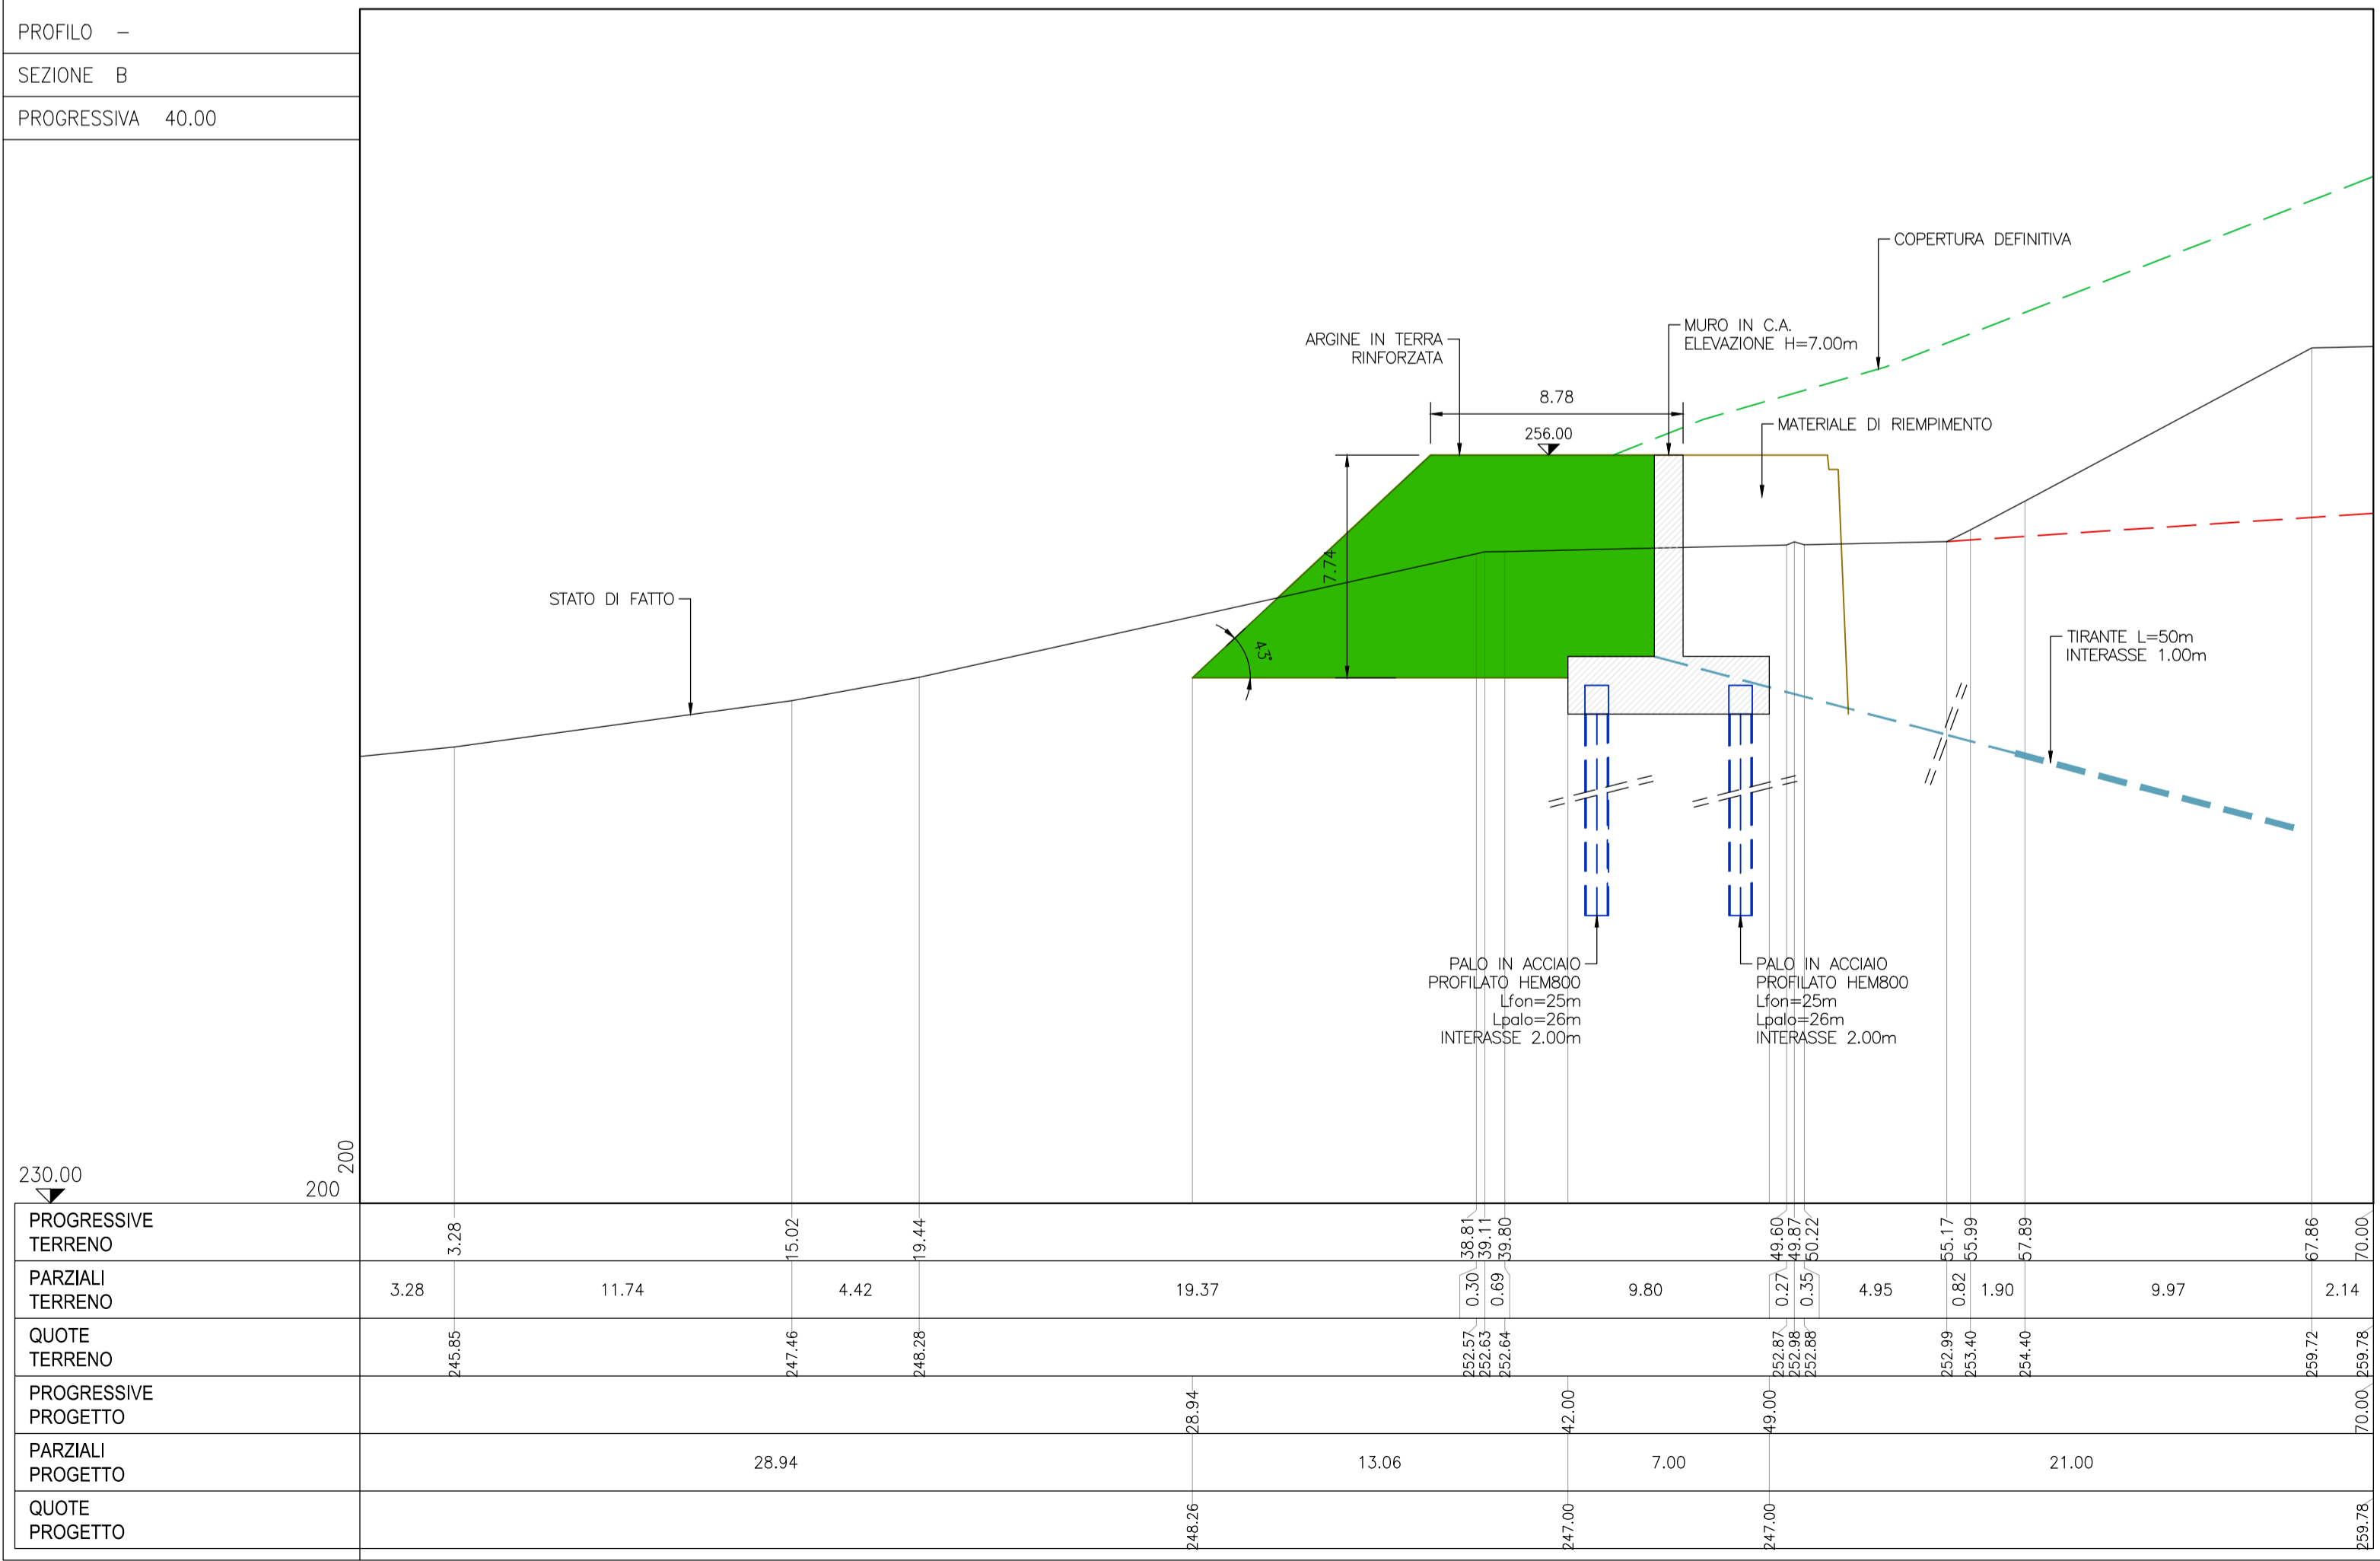 PROFILO -
SEZIONE B
PROGRESSIVA 40.00
COPERTURA DEFINITIVA
ARGINE IN TERRA
RINFORZATA
MURO IN C.A.
ELEVAZIONE H=7.00m
8.78
256.00
MATERIALE DI RIEMPIMENTO
7.74
STATO DI FATTO
43°
TIRANTE L=50m
INTERASSE 1.00m
PALO IN ACCIAIO
PROFILATO HEM800
Lfon=25m
Lpalo=26m
INTERASSE 2.00m
PALO IN ACCIAIO
PROFILATO HEM800
Lfon=25m
Lpalo=26m
INTERASSE 2.00m
230.00
200
200
PROGRESSIVE
TERRENO
3.28 15.02 19.44 38.81 39.11 39.80 49.60 49.87 50.22 55.17 55.99 57.89 67.86 70.00
PARZIALI
TERRENO
3.28 11.74 4.42 19.37 0.30 0.69 9.80 0.27 0.35 4.95 0.82 1.90 9.97 2.14
QUOTE
TERRENO
245.85 247.46 248.28 252.57 252.63 252.64 252.87 252.98 252.88 252.99 253.40 254.40 259.72 259.78
PROGRESSIVE
PROGETTO
28.94 42.00 49.00 70.00
PARZIALI
PROGETTO
28.94 13.06 7.00 21.00
QUOTE
PROGETTO
248.26 247.00 247.00 259.78